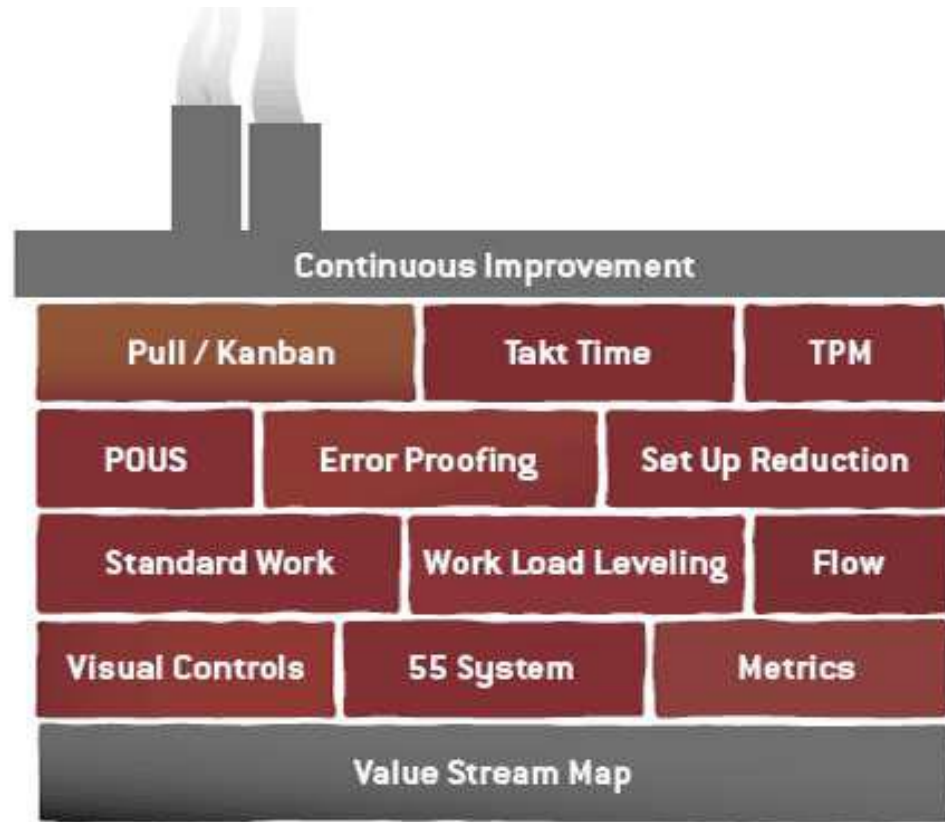 Continuous Improvement
Pull / Kanban Takt Time TPM
POUS Error Proofing Set Up Reduction
Standard Work Work Load Leveling Flow
Visual Controls 5S System Metrics
Value Stream Map